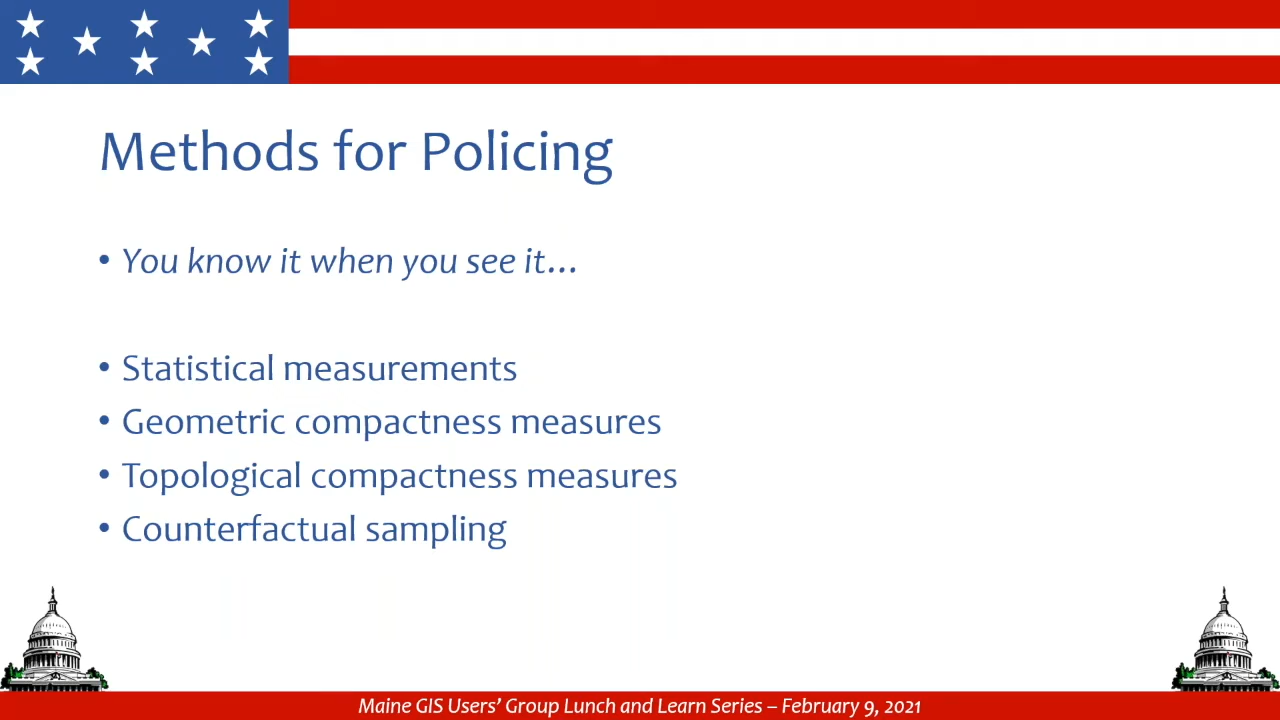 Methods for Policing
• You know it when you see it…
• Statistical measurements
• Geometric compactness measures
• Topological compactness measures
• Counterfactual sampling
Maine GIS Users’ Group Lunch and Learn Series – February 9, 2021